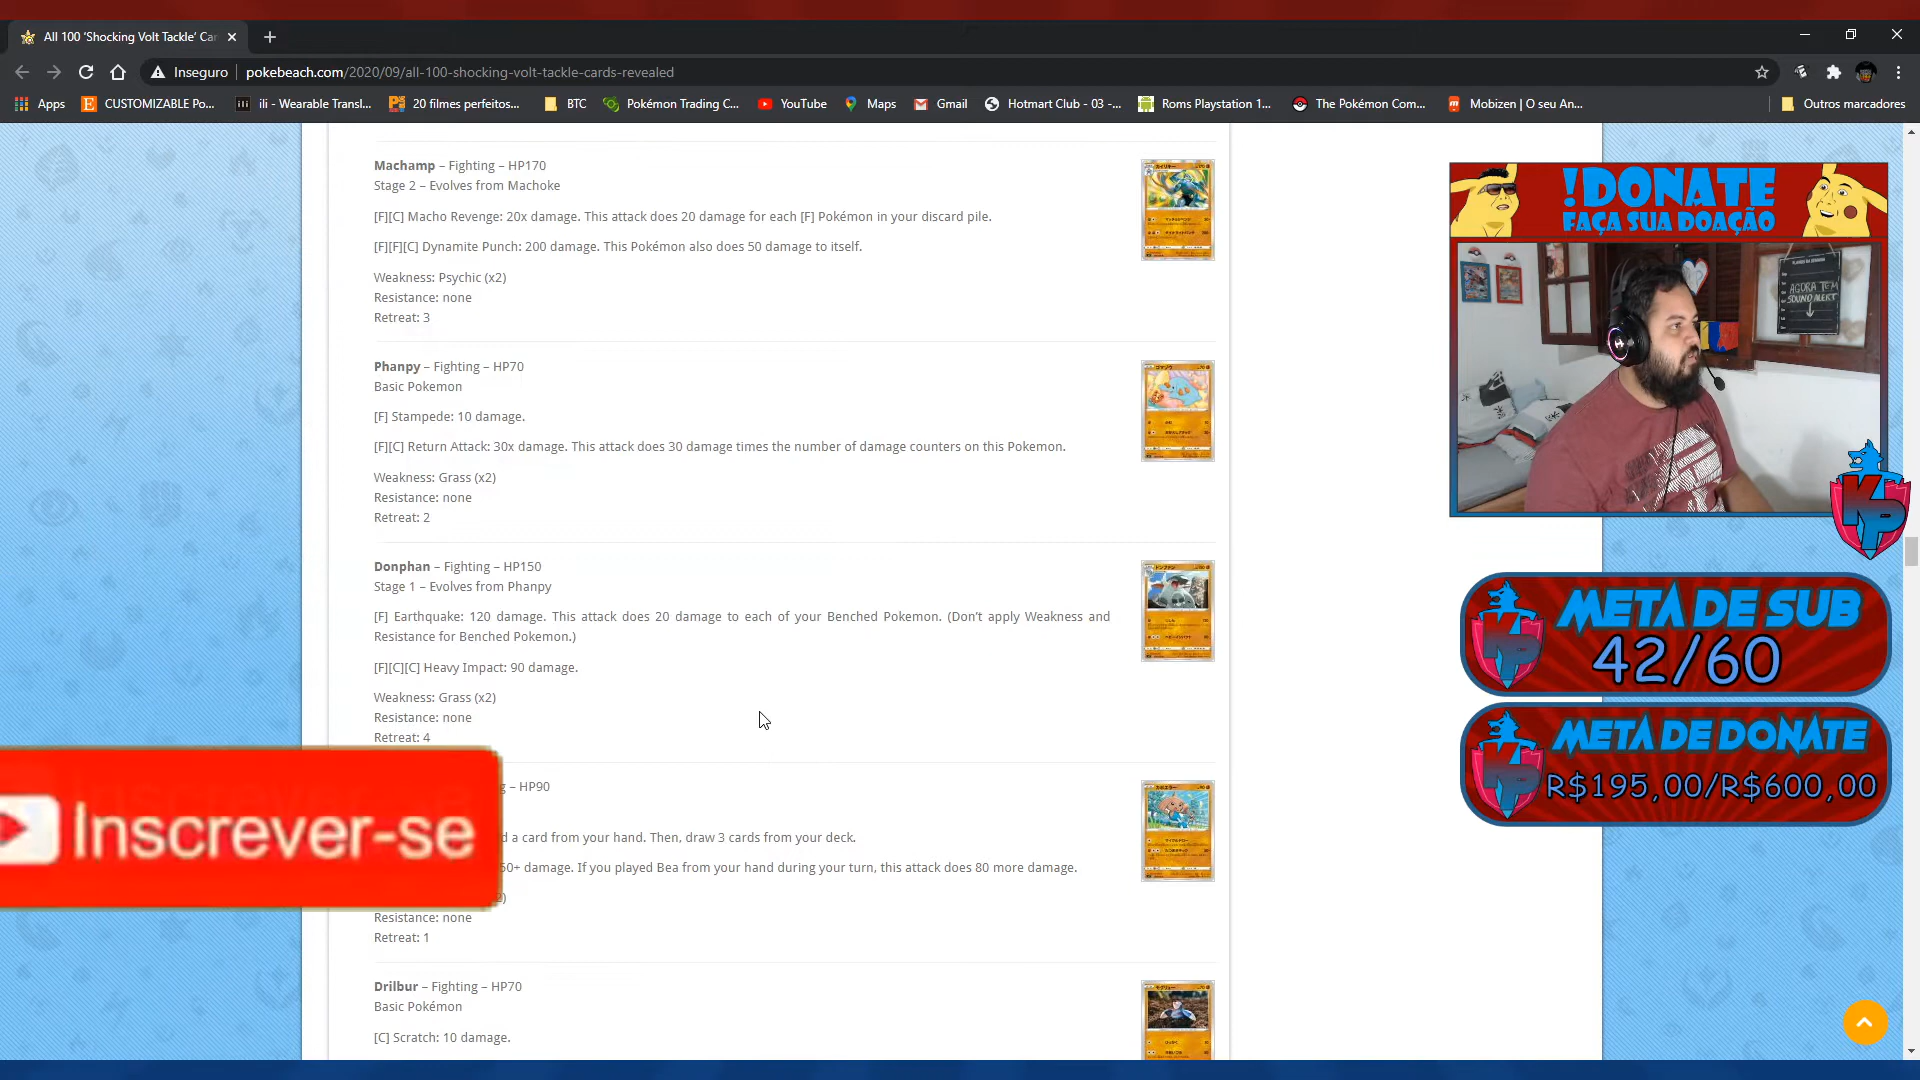 All 100 'Shocking Volt Tackle' Car
Inseguro
pokebeach.com/2020/09/all-100-shocking-volt-tackle-cards-revealed
Apps
CUSTOMIZABLE Po...
ili - Wearable Transl...
20 filmes perfeitos...
BTC
Pokémon Trading C...
YouTube
Maps
Gmail
Hotmart Club - 03 -...
Roms Playstation 1...
The Pokémon Com...
Mobizen | O seu An...
Outros marcadores
Machamp – Fighting – HP170
Stage 2 – Evolves from Machoke
[F][C] Macho Revenge: 20x damage. This attack does 20 damage for each [F] Pokémon in your discard pile.
[F][F][C] Dynamite Punch: 200 damage. This Pokémon also does 50 damage to itself.
Weakness: Psychic (x2)
Resistance: none
Retreat: 3
Phanpy – Fighting – HP70
Basic Pokemon
[F] Stampede: 10 damage.
[F][C] Return Attack: 30x damage. This attack does 30 damage times the number of damage counters on this Pokemon.
Weakness: Grass (x2)
Resistance: none
Retreat: 2
Donphan – Fighting – HP150
Stage 1 – Evolves from Phanpy
[F] Earthquake: 120 damage. This attack does 20 damage to each of your Benched Pokemon. (Don't apply Weakness and
Resistance for Benched Pokemon.)
[F][C][C] Heavy Impact: 90 damage.
Weakness: Grass (x2)
Resistance: none
Retreat: 4
– HP90
a card from your hand. Then, draw 3 cards from your deck.
damage. If you played Bea from your hand during your turn, this attack does 80 more damage.
Resistance: none
Retreat: 1
Drilbur – Fighting – HP70
Basic Pokémon
[C] Scratch: 10 damage.
Inscrever-se
!DONATE
FAÇA SUA DOAÇÃO
AGORA TEM
SOUND ALERT
KP
META DE SUB
42/60
META DE DONATE
R$195,00/R$600,00